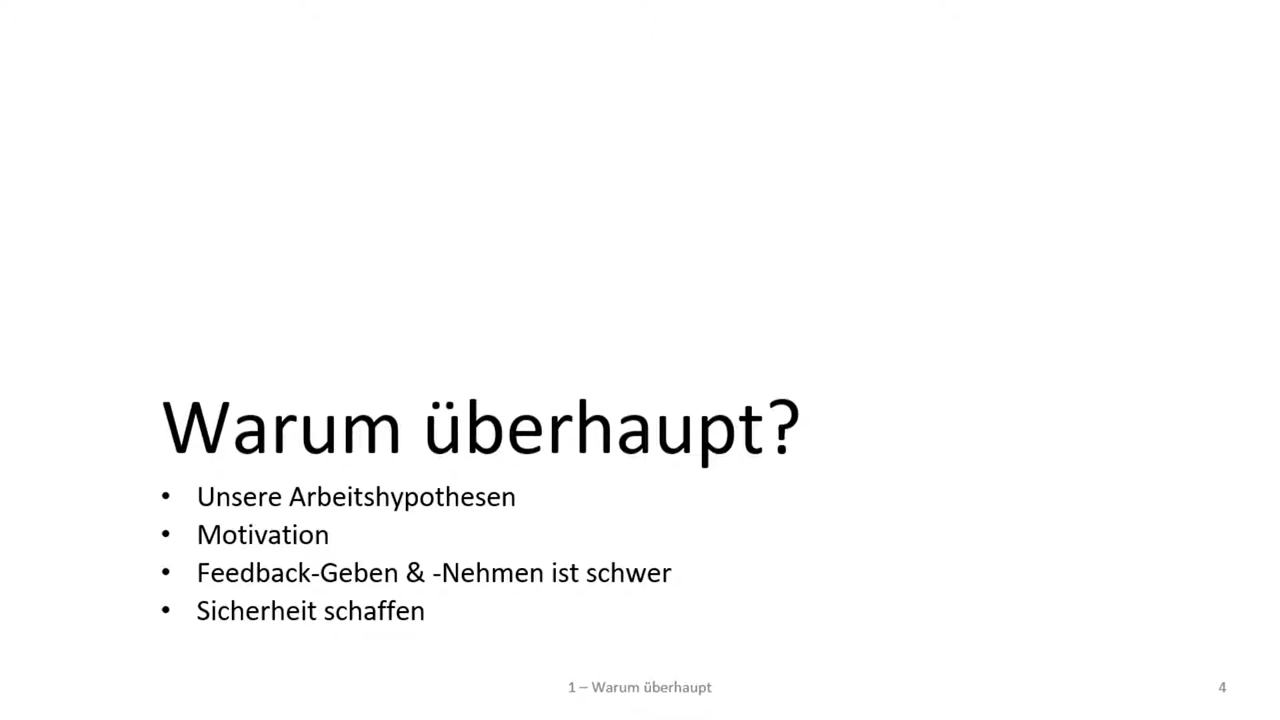 Warum überhaupt?
• Unsere Arbeitshypothesen
• Motivation
• Feedback-Geben & -Nehmen ist schwer
• Sicherheit schaffen
1 – Warum überhaupt
4